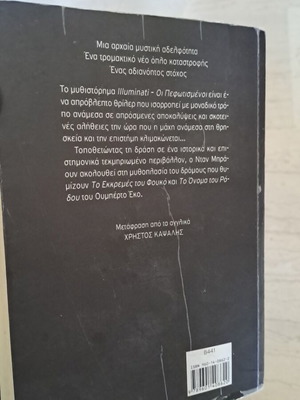 Μια αρχαία μυστική αδελφότητα
Ένα τρομακτικό νέο όπλο καταστροφής
Ένας αδιανόητος στόχος
Το μυθιστόρημα Illuminati - Οι Πεφωτισμένοι είναι έ-
να απρόβλεπτο θρίλερ που ισορροπεί με μοναδικό τρό-
πο ανάμεσα σε απρόσμενες αποκαλύψεις και σκοτει-
νές αλήθειες την ώρα που η μάχη ανάμεσα στη θρη-
σκεία και την επιστήμη κλιμακώνεται...
Τοποθετώντας τη δράση σε ένα ιστορικά και επι-
στημονικά τεκμηριωμένο περιβάλλον, ο Νταν Μπρά-
ουν ακολουθεί στη μυθοπλασία του δρόμους που θυ-
μίζουν Το Εκκρεμές του Φουκό και Το Όνομα του Ρό-
δου του Ουμπέρτο Έκο.
Μετάφραση από τα αγγλικά
ΧΡΗΣΤΟΣ ΚΑΨΑΛΗΣ